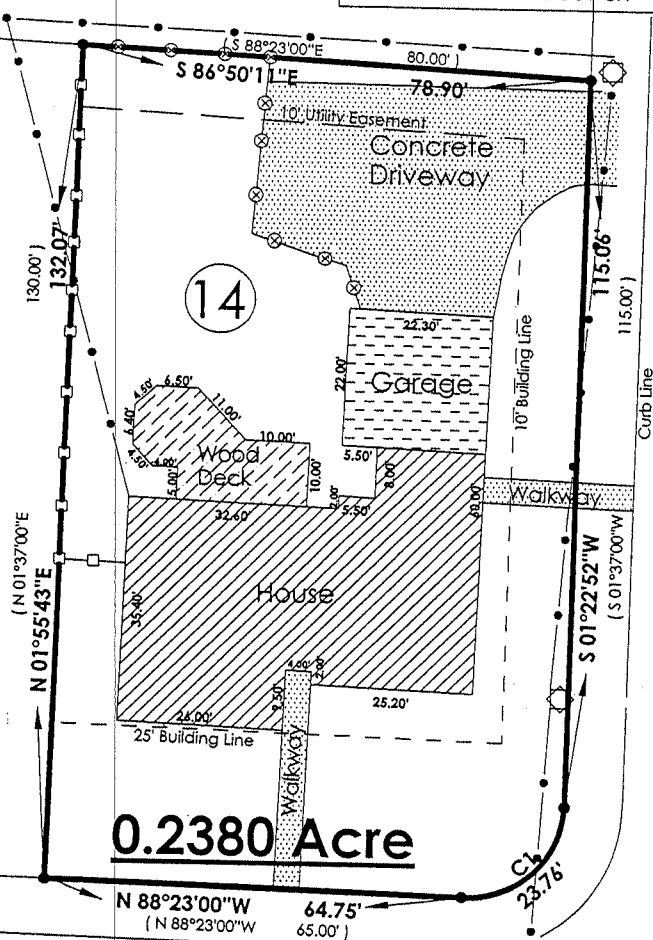 ( S 88°23'00"E
80.00' )
S 86°50'11"E
78.90'
10' Utility Easement
Concrete
Driveway
132.07'
130.00' )
115.06'
115.00' )
14
22.30'
22.00'
Garage
10' Building Line
Curb Line
4.50'
6.50'
11.00'
6.40'
10.00'
4.50'
4.00'
Wood
Deck
5.00'
10.00'
5.50'
8.00'
2.00'
5.50'
32.60'
60.00'
Walkway
( N 01°37'00"E
N 01°55'43"E
35.40'
House
S 01°22'52"W
( S 01°37'00"W
4.00'
2.00'
2.50'
25.20'
26.00'
25' Building Line
Walkway
0.2380 Acre
C1
23.76'
N 88°23'00"W
64.75'
( N 88°23'00"W
65.00' )